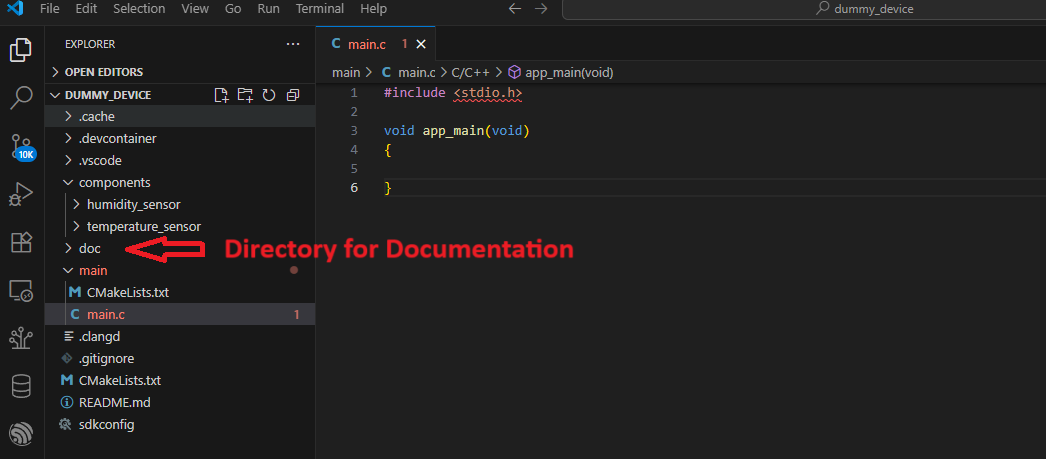 File Edit Selection View Go Run Terminal Help dummy_device
EXPLORER
OPEN EDITORS
DUMMY_DEVICE
.cache
.devcontainer
.vscode
components
humidity_sensor
temperature_sensor
doc
main
CMakeLists.txt
main.c 1
.clangd
.gitignore
CMakeLists.txt
README.md
sdkconfig
10K
Directory for Documentation
main.c 1
main > main.c > C/C++ > app_main(void)
1 #include <stdio.h>
2
3 void app_main(void)
4 {
5
6 }